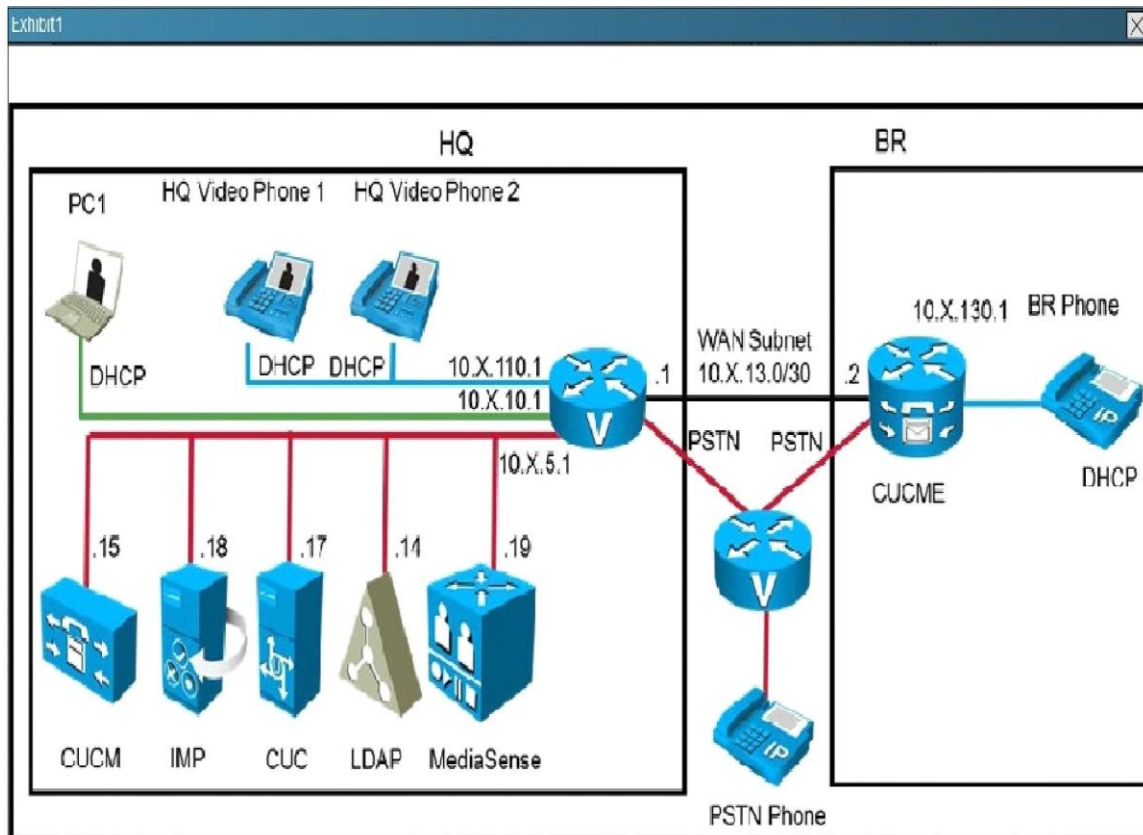 Exhibit1
X
HQ
BR
PC1
HQ Video Phone 1
HQ Video Phone 2
10.X.130.1
BR Phone
DHCP
DHCP
DHCP
10.X.110.1
10.X.10.1
.1
WAN Subnet
10.X.13.0/30
.2
V
IP
10.X.5.1
PSTN
PSTN
CUCME
DHCP
.15
.18
.17
.14
.19
V
IP
CUCM
IMP
CUC
LDAP
MediaSense
PSTN Phone